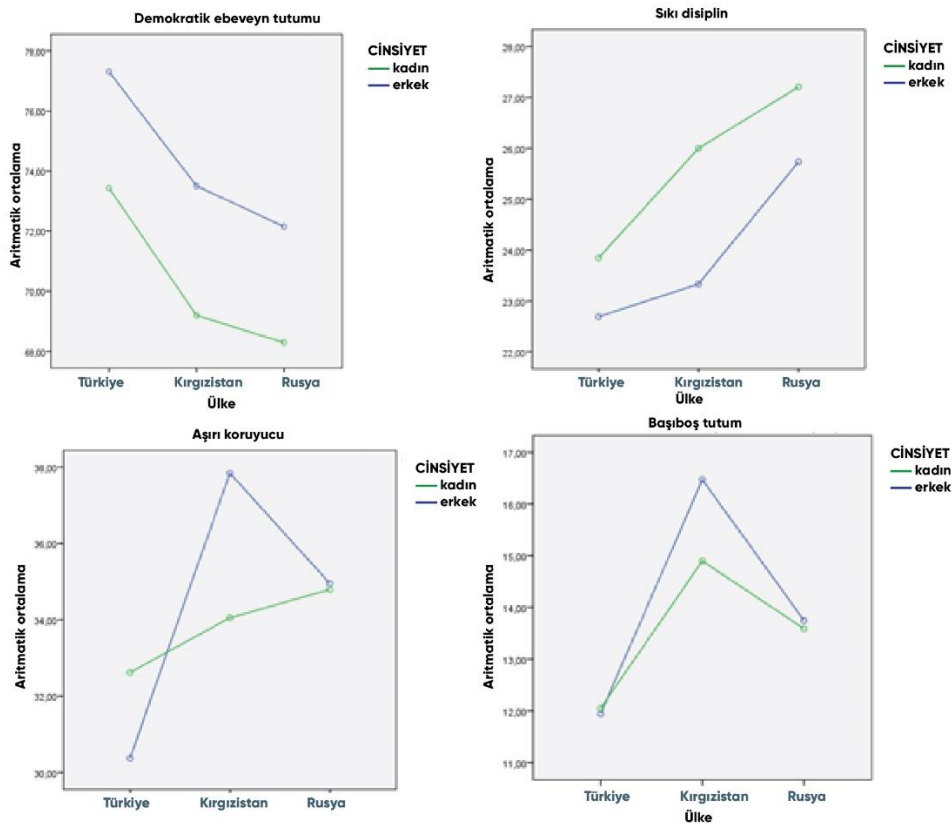 Demokratik ebeveyn tutumu
CİNSİYET
kadın
erkek
Aritmatik ortalama
78,00
76,00
74,00
72,00
70,00
68,00
Türkiye
Kırgızistan
Rusya
Ülke
Sıkı disiplin
CİNSİYET
kadın
erkek
Aritmatik ortalama
28,00
27,00
26,00
25,00
24,00
23,00
22,00
Türkiye
Kırgızistan
Rusya
Ülke
Aşırı koruyucu
CİNSİYET
kadın
erkek
Aritmatik ortalama
38,00
36,00
34,00
32,00
30,00
Türkiye
Kırgızistan
Rusya
Başıboş tutum
CİNSİYET
kadın
erkek
Aritmatik ortalama
17,00
16,00
15,00
14,00
13,00
12,00
11,00
Türkiye
Kırgızistan
Rusya
Ülke